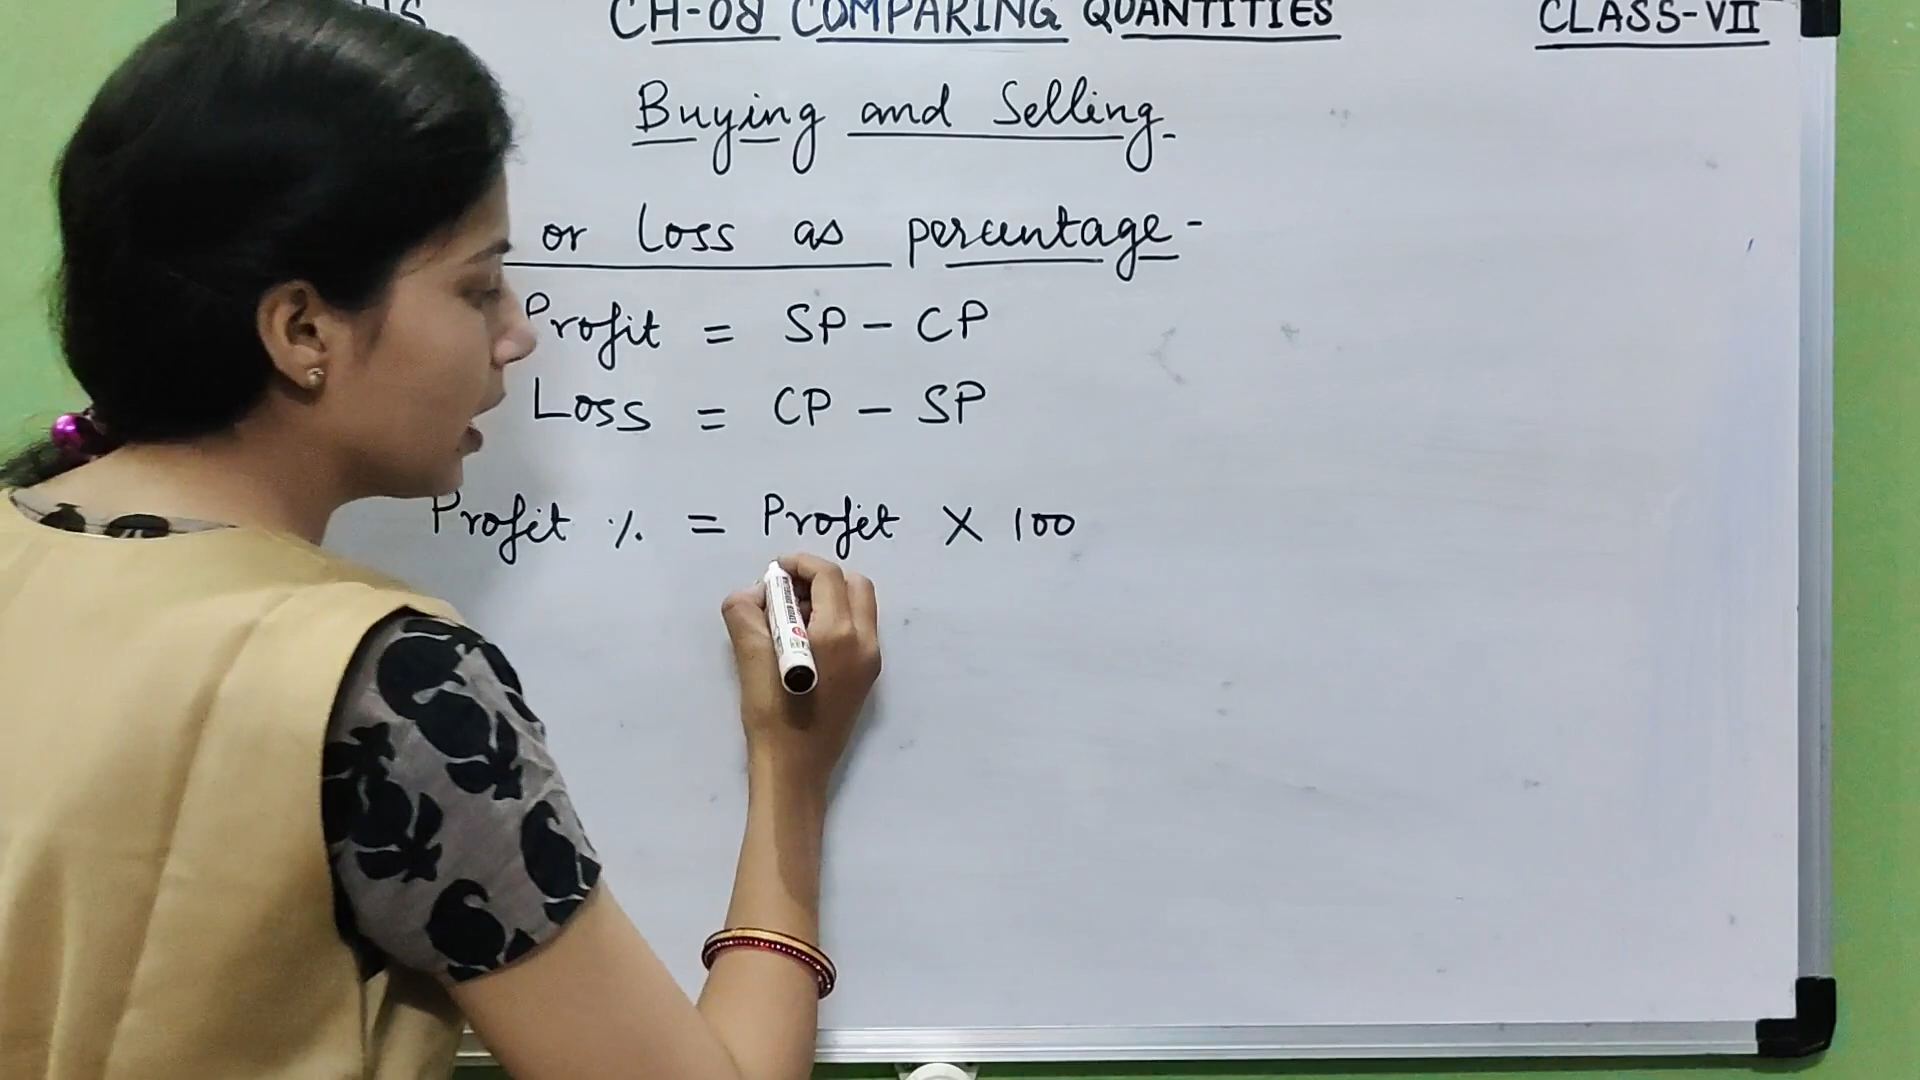 CH-08 COMPARING QUANTITIES CLASS-VII
Buying and Selling
or Loss as percentage-
Profit = SP - CP
Loss = CP - SP
Profit % = Profit X 100